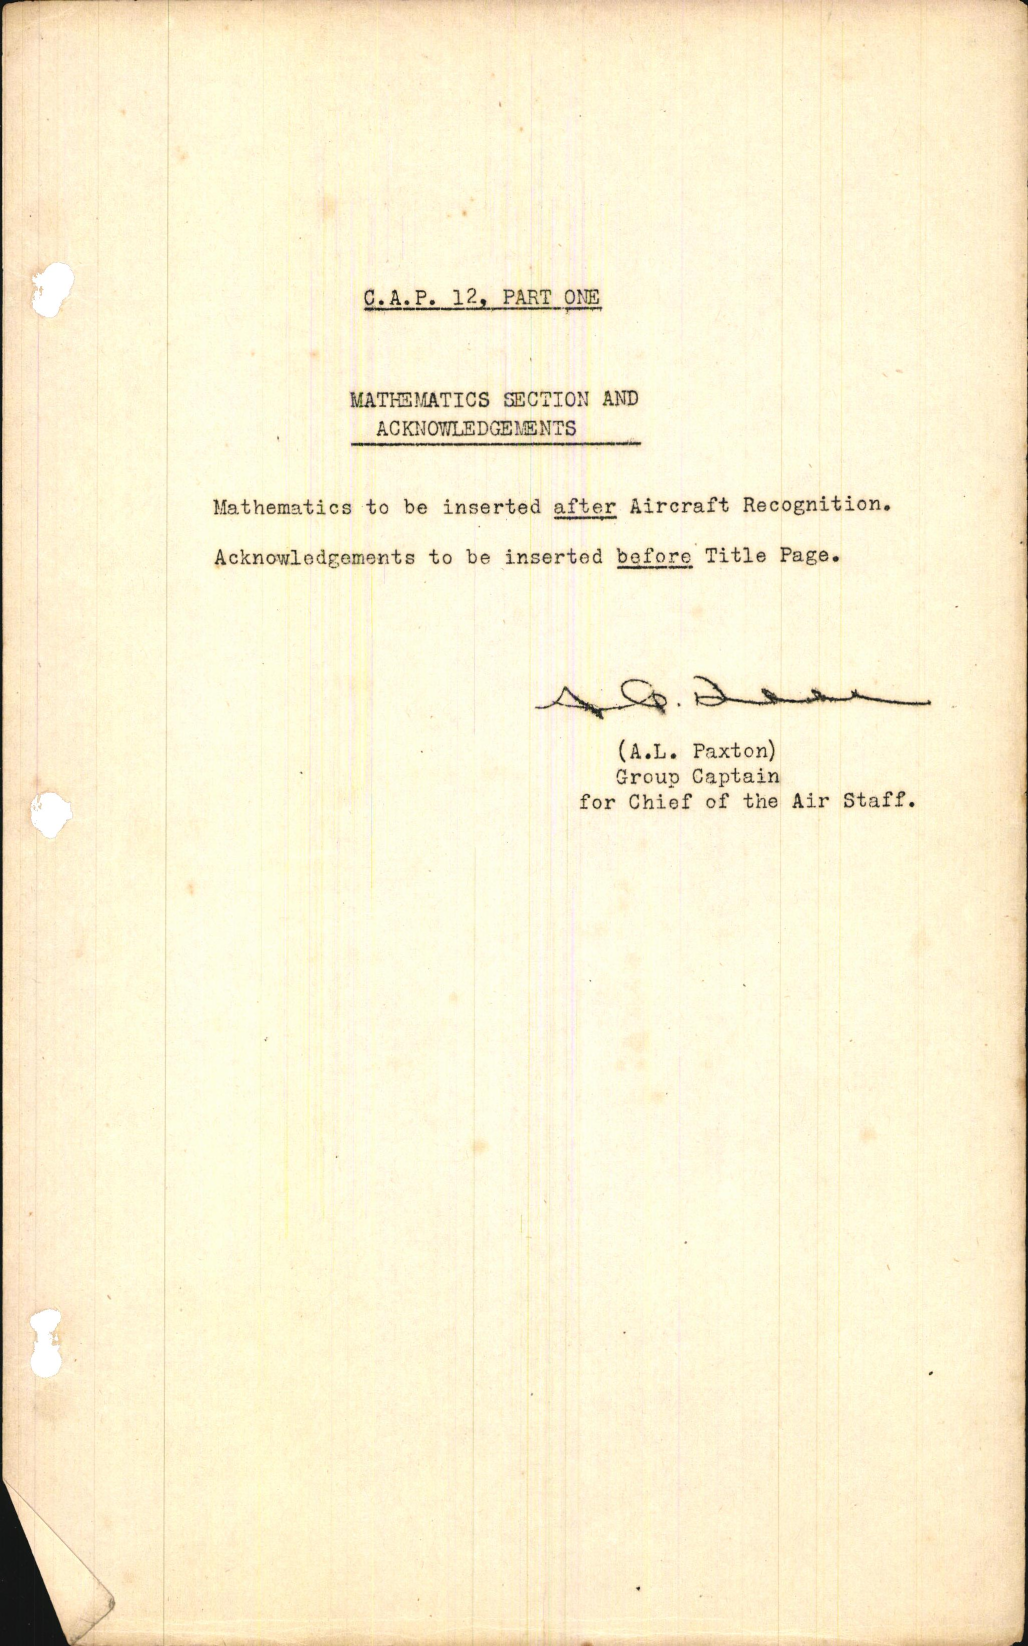 C.A.P. 12, PART ONE
MATHEMATICS SECTION AND
ACKNOWLEDGEMENTS
Mathematics to be inserted after Aircraft Recognition.
Acknowledgements to be inserted before Title Page.
(A.L. Paxton)
Group Captain
for Chief of the Air Staff.